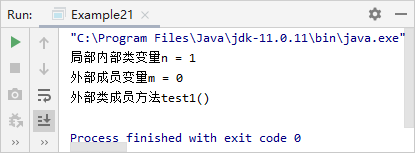 Run:
Example21
"C:\Program Files\Java\jdk-11.0.11\bin\java.exe"
局部内部类变量n = 1
外部成员变量m = 0
外部类成员方法test1()
Process finished with exit code 0